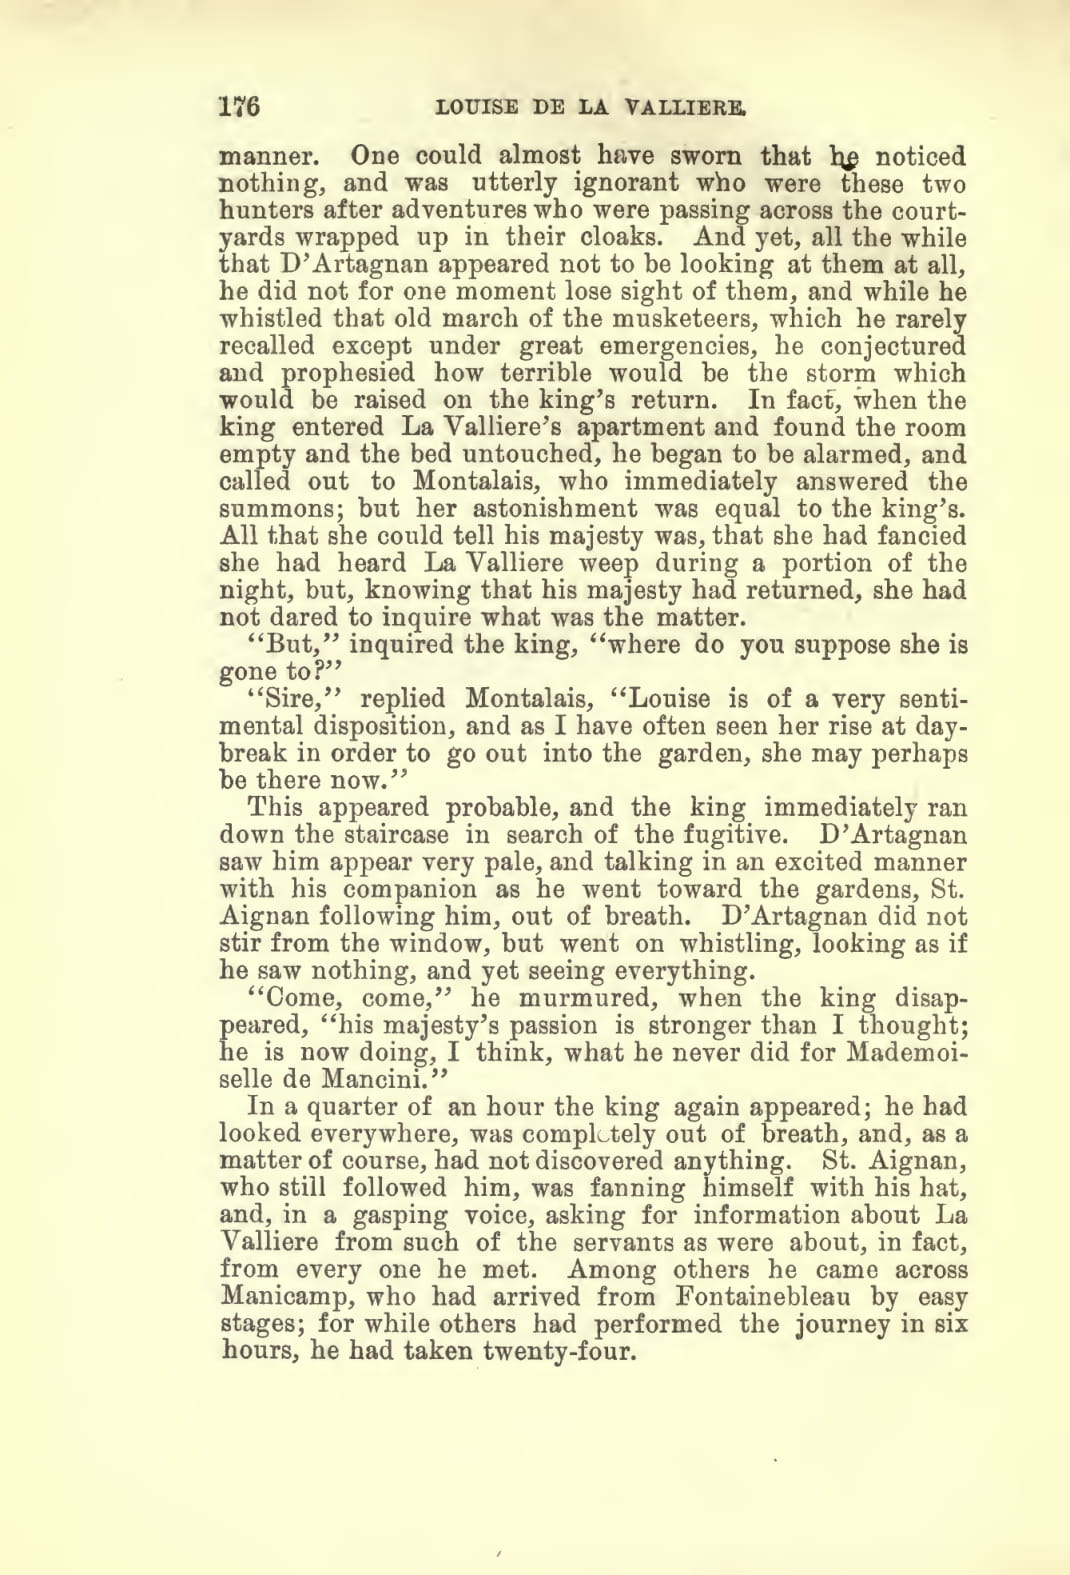 176 LOUISE DE LA VALLIERE.
manner. One could almost have sworn that he noticed
nothing, and was utterly ignorant who were these two
hunters after adventures who were passing across the court-
yards wrapped up in their cloaks. And yet, all the while
that D'Artagnan appeared not to be looking at them at all,
he did not for one moment lose sight of them, and while he
whistled that old march of the musketeers, which he rarely
recalled except under great emergencies, he conjectured
and prophesied how terrible would be the storm which
would be raised on the king's return. In fact, when the
king entered La Valliere's apartment and found the room
empty and the bed untouched, he began to be alarmed, and
called out to Montalais, who immediately answered the
summons; but her astonishment was equal to the king's.
All that she could tell his majesty was, that she had fancied
she had heard La Valliere weep during a portion of the
night, but, knowing that his majesty had returned, she had
not dared to inquire what was the matter.
"But," inquired the king, "where do you suppose she is
gone to?"
"Sire," replied Montalais, "Louise is of a very senti-
mental disposition, and as I have often seen her rise at day-
break in order to go out into the garden, she may perhaps
be there now."
This appeared probable, and the king immediately ran
down the staircase in search of the fugitive. D'Artagnan
saw him appear very pale, and talking in an excited manner
with his companion as he went toward the gardens, St.
Aignan following him, out of breath. D'Artagnan did not
stir from the window, but went on whistling, looking as if
he saw nothing, and yet seeing everything.
"Come, come," he murmured, when the king disap-
peared, "his majesty's passion is stronger than I thought;
he is now doing, I think, what he never did for Mademoi-
selle de Mancini."
In a quarter of an hour the king again appeared; he had
looked everywhere, was completely out of breath, and, as a
matter of course, had not discovered anything. St. Aignan,
who still followed him, was fanning himself with his hat,
and, in a gasping voice, asking for information about La
Valliere from such of the servants as were about, in fact,
from every one he met. Among others he came across
Manicamp, who had arrived from Fontainebleau by easy
stages; for while others had performed the journey in six
hours, he had taken twenty-four.